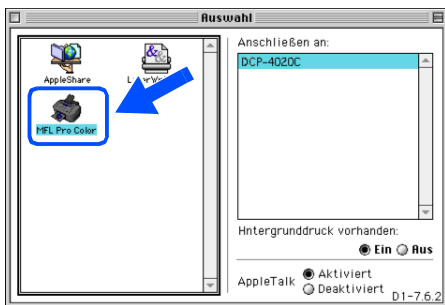 Auswahl
AppleShare
MFL Pro Color
Anschließen an:
DCP-4020C
Hntergrunddruck vorhanden:
Ein Aus
AppleTalk
Aktiviert
Deaktiviert
D1-7.6.2